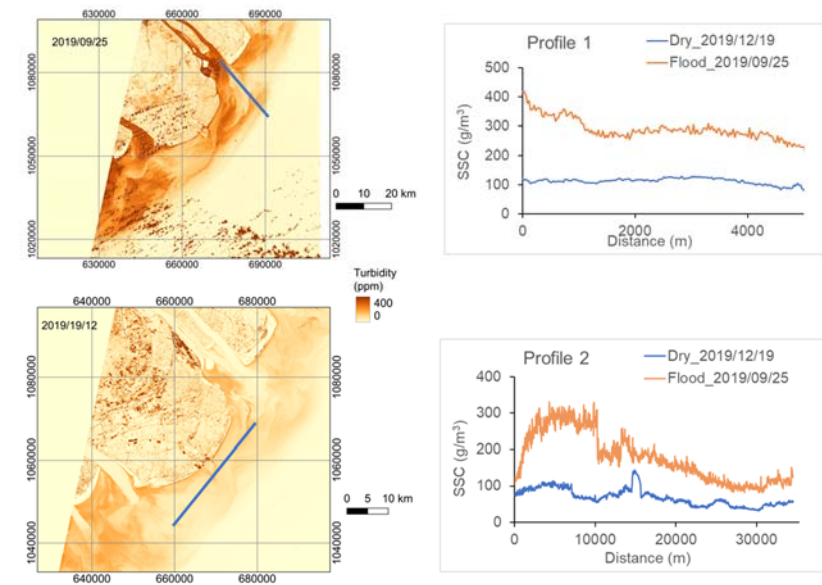 630000 660000 690000
2019/09/25
1080000
1050000
1020000
1080000
1050000
1020000
630000 660000 690000
0 10 20 km
Profile 1
Dry_2019/12/19
Flood_2019/09/25
SSC (g/m³)
500
400
300
200
100
0
0 2000 4000
Distance (m)
Turbidity
(ppm)
400
0
640000 660000 680000
2019/19/12
1080000
1060000
1040000
1080000
1060000
1040000
640000 660000 680000
0 5 10 km
Profile 2
Dry_2019/12/19
Flood_2019/09/25
SSC (g/m³)
400
300
200
100
0
0 10000 20000 30000
Distance (m)